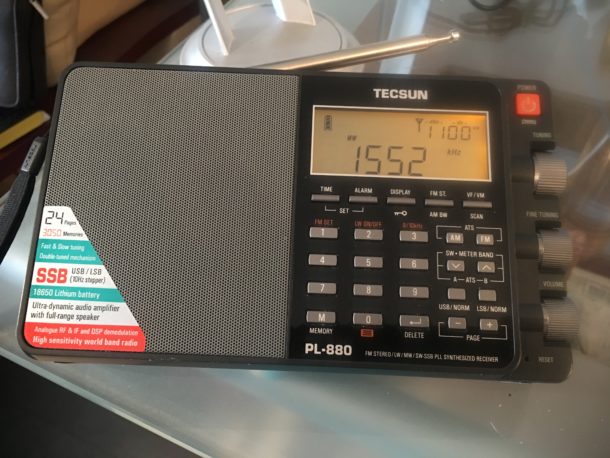 TECSUN
POWER
TUNING
MW
1552
kHz
TIME
ALARM
DISPLAY
FM ST.
VF/VM
SET
AM BW
SCAN
FINE TUNING
FM SET
LW ON/OFF
9/10kHz
1
2
3
ATS
AM
FM
4
5
6
SW - METER BAND
7
8
9
A
ATS
B
VOLUME
USB/NORM
LSB/NORM
M
0
MEMORY
DELETE
PAGE
RESET
PL-880
FM STEREO/LW/MW/SW-SSB PLL SYNTHESIZED RECEIVER
24 Pages
3050 Memories
Fast & Slow tuning
Double tuned mechanism
SSB USB/LSB
(10Hz stepper)
18650 Lithium battery
Ultra-dynamic audio amplifier
with full-range speaker
Analogue RF & IF and DSP demodulation
High sensitivity world band radio